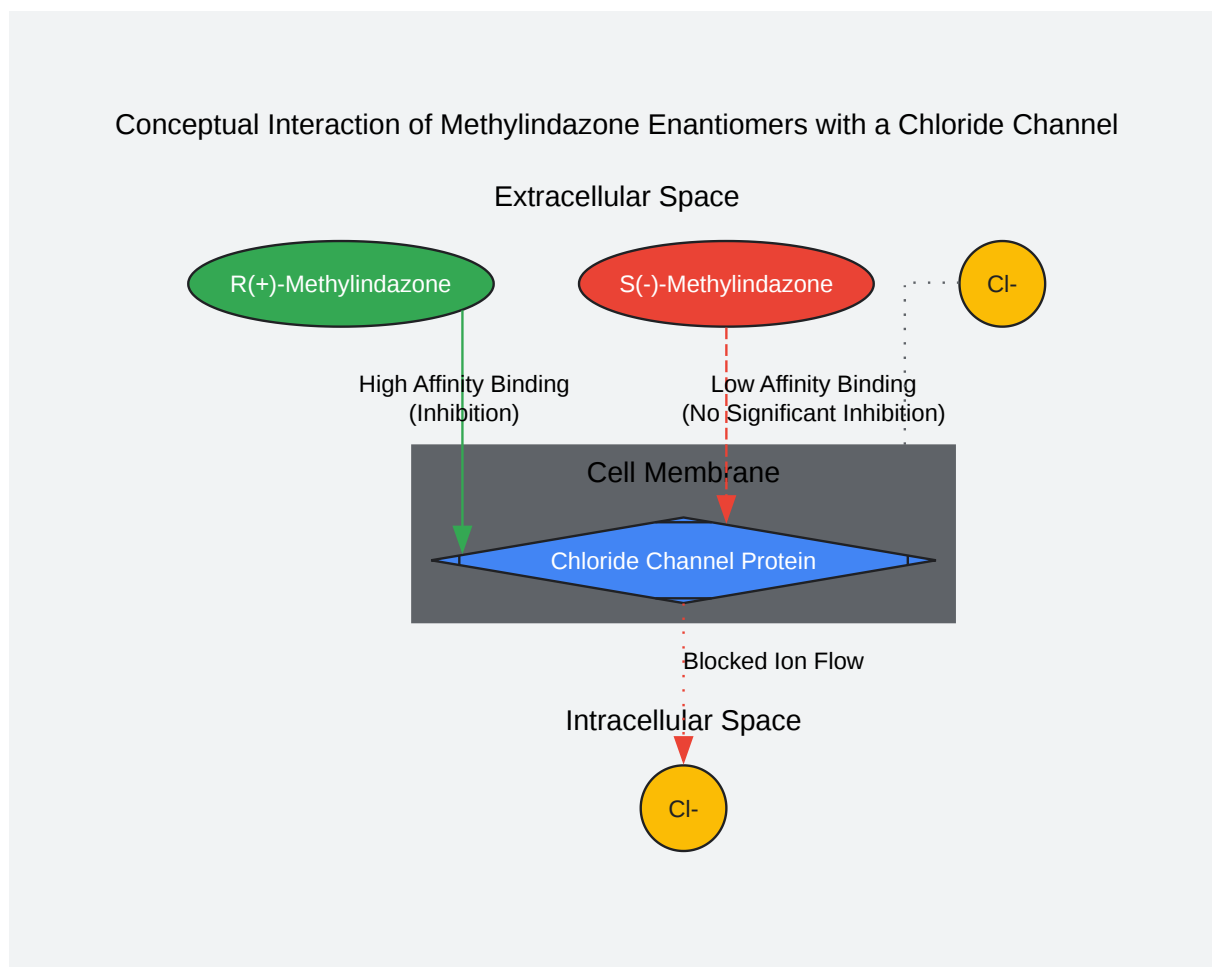 Conceptual Interaction of Methylindazone Enantiomers with a Chloride Channel
Extracellular Space
R(+)-Methylindazone
S(-)-Methylindazone
Cl-
High Affinity Binding
(Inhibition)
Low Affinity Binding
(No Significant Inhibition)
Cell Membrane
Chloride Channel Protein
Blocked Ion Flow
Intracellular Space
Cl-